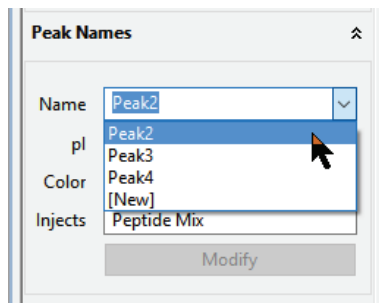 Peak Names
Name Peak2
Peak2
pI Peak3
Color Peak4
[New]
Injects Peptide Mix
Modify